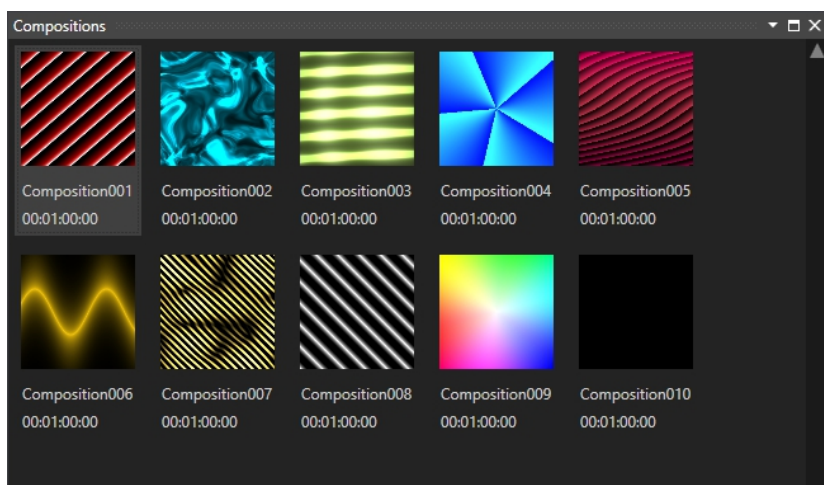 Compositions
Composition001 Composition002 Composition003 Composition004 Composition005
00:01:00:00 00:01:00:00 00:01:00:00 00:01:00:00 00:01:00:00
Composition006 Composition007 Composition008 Composition009 Composition010
00:01:00:00 00:01:00:00 00:01:00:00 00:01:00:00 00:01:00:00